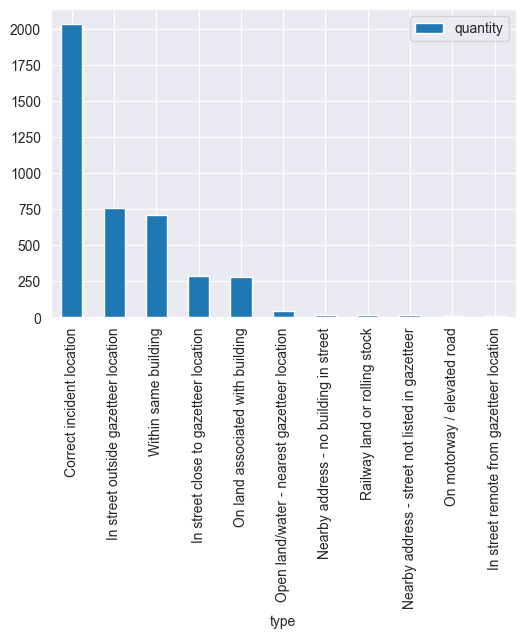 quantity
2000
1750
1500
1250
1000
750
500
250
0
Correct incident location
In street outside gazetteer location
Within same building
In street close to gazetteer location
On land associated with building
Open land/water - nearest gazetteer location
Nearby address - no building in street
Railway land or rolling stock
Nearby address - street not listed in gazetteer
On motorway / elevated road
In street remote from gazetteer location
type